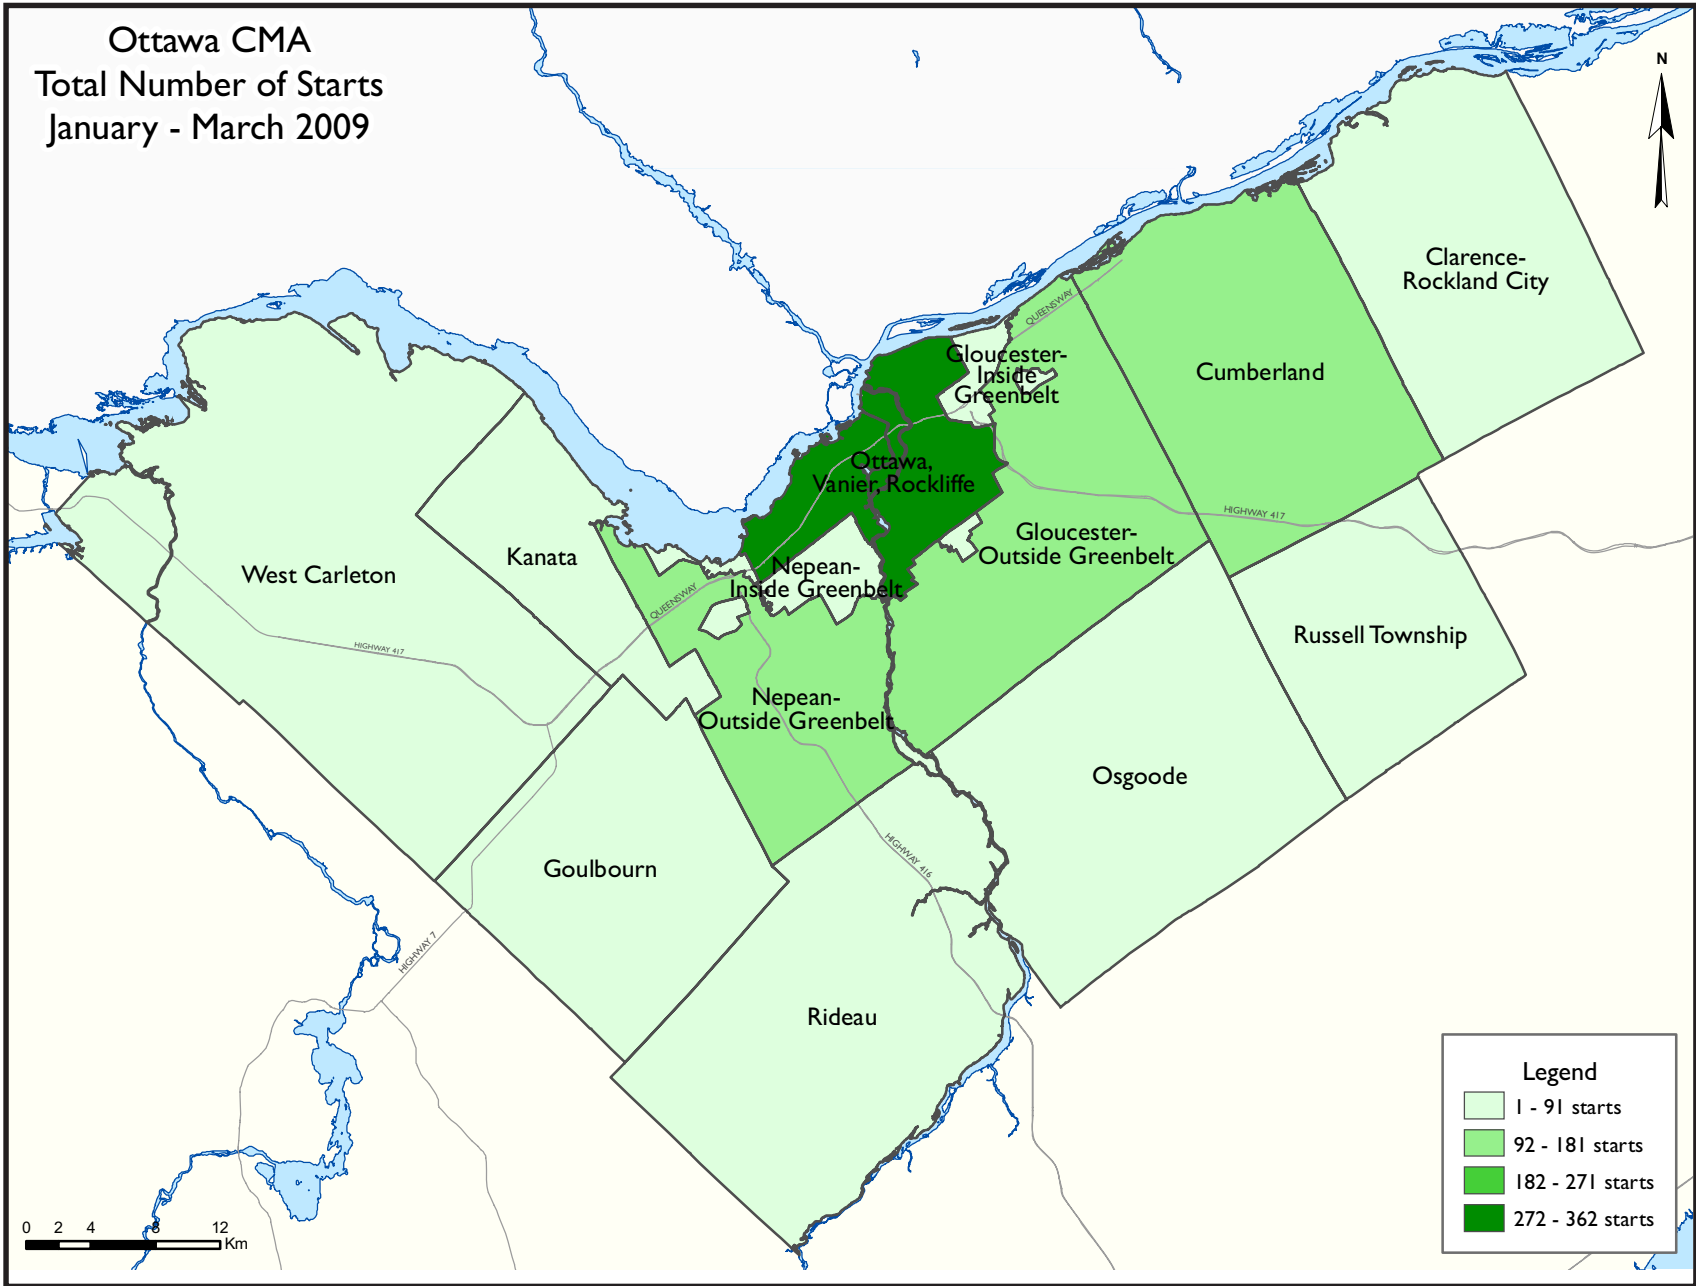 Ottawa CMA
Total Number of Starts
January - March 2009
N
Clarence-
Rockland City
QUEENSWAY
Gloucester-
Inside
Greenbelt
Cumberland
Ottawa,
Vanier, Rockliffe
HIGHWAY 417
Gloucester-
Outside Greenbelt
Kanata
West Carleton
Nepean-
Inside Greenbelt
QUEENSWAY
Russell Township
HIGHWAY 417
Nepean-
Outside Greenbelt
Osgoode
Goulbourn
HIGHWAY 416
HIGHWAY 7
Rideau
Legend
1 - 91 starts
92 - 181 starts
182 - 271 starts
272 - 362 starts
0 2 4 8 12
Km